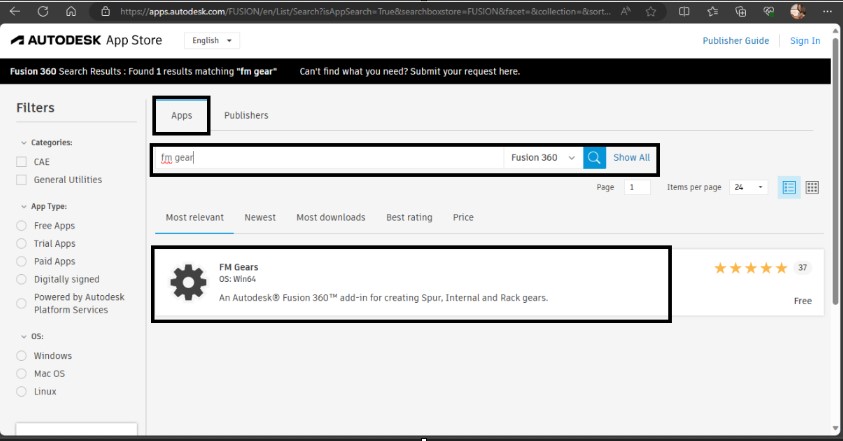 https://apps.autodesk.com/FUSION/en/List/Search?isAppSearch=True&searchboxstore=FUSION&facet=&collection=&sort...
AUTODESK App Store
English
Publisher Guide
Sign In
Fusion 360 Search Results : Found 1 results matching "fm gear"
Can't find what you need? Submit your request here.
Filters
Categories:
CAE
General Utilities
App Type:
Free Apps
Trial Apps
Paid Apps
Digitally signed
Powered by Autodesk
Platform Services
OS:
Windows
Mac OS
Linux
Apps
Publishers
fm gear
Fusion 360
Show All
Page 1
Items per page 24
Most relevant
Newest
Most downloads
Best rating
Price
FM Gears
OS: Win64
An Autodesk® Fusion 360™ add-in for creating Spur, Internal and Rack gears.
37
Free